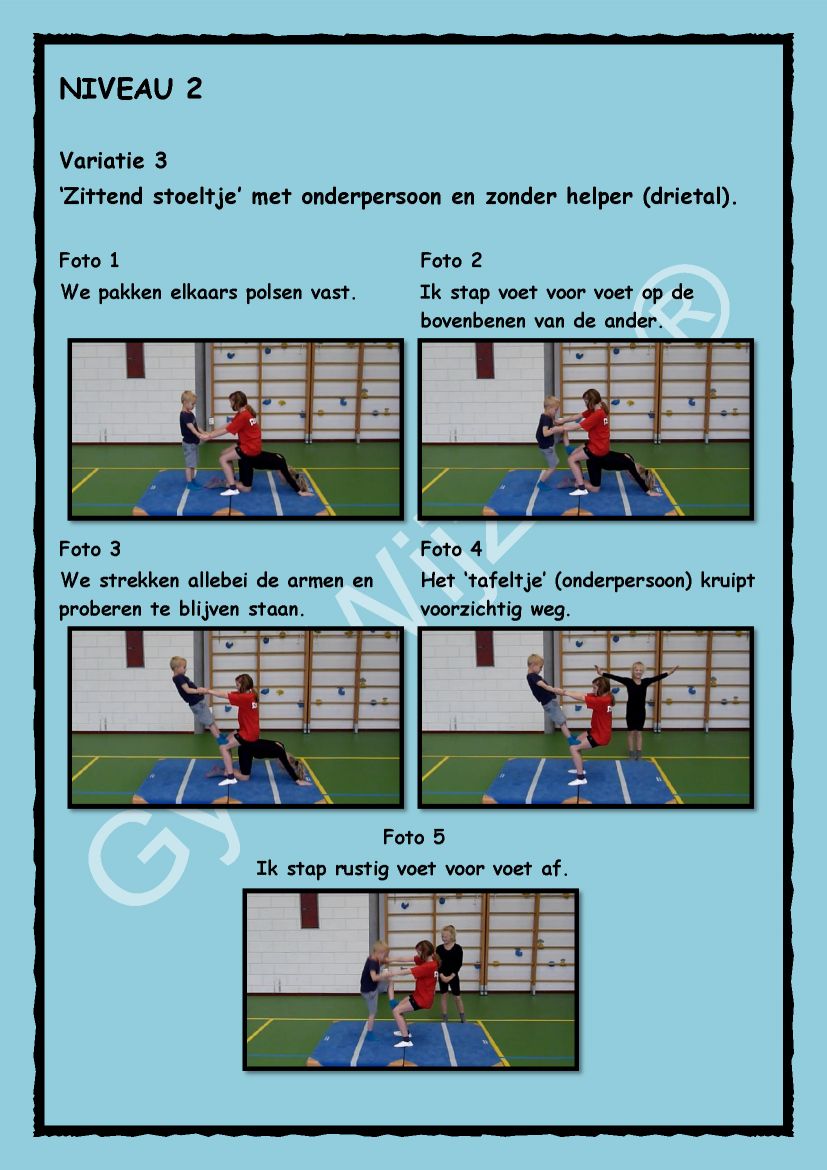 NIVEAU 2
Variatie 3
‘Zittend stoeltje’ met onderpersoon en zonder helper (drietal).
Foto 1
We pakken elkaars polsen vast.
Foto 2
Ik stap voet voor voet op de
bovenbenen van de ander.
Foto 3
We strekken allebei de armen en
proberen te blijven staan.
Foto 4
Het ‘tafeltje’ (onderpersoon) kruipt
voorzichtig weg.
Foto 5
Ik stap rustig voet voor voet af.